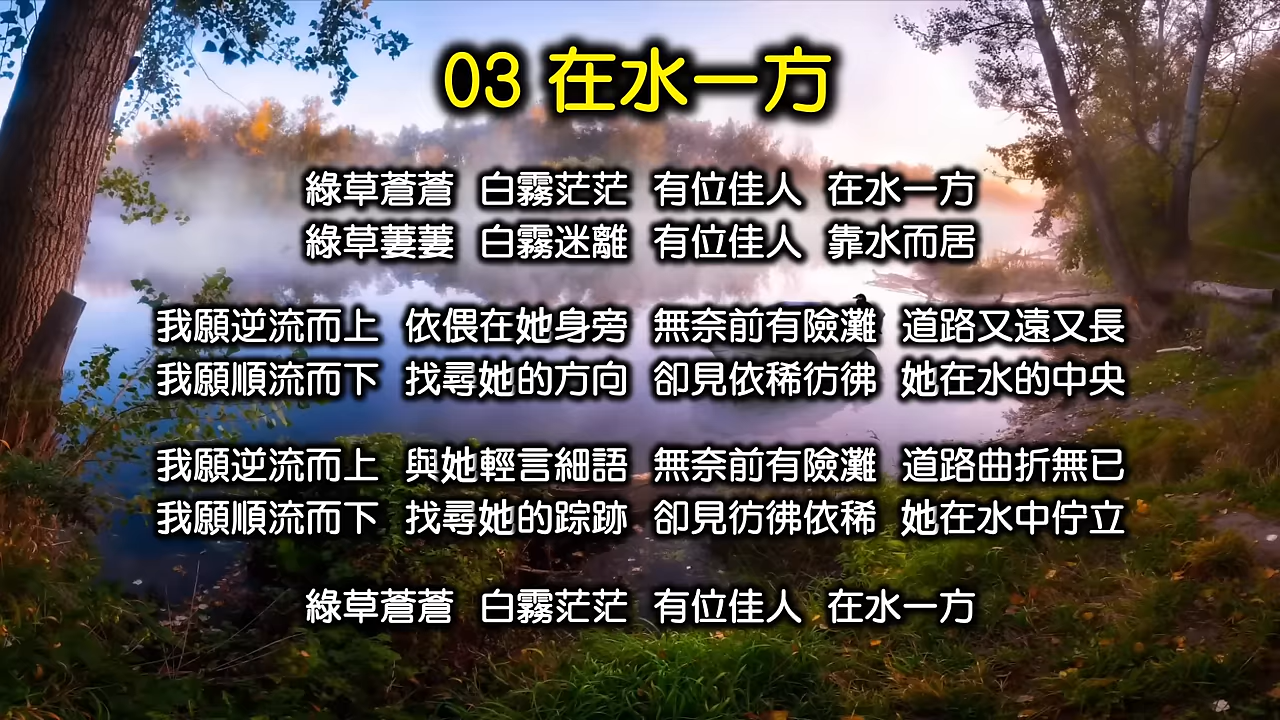 03 在水一方
綠草蒼蒼 白霧茫茫 有位佳人 在水一方
綠草萋萋 白霧迷離 有位佳人 靠水而居
我願逆流而上 依偎在她身旁 無奈前有險灘 道路又遠又長
我願順流而下 找尋她的方向 卻見依稀彷彿 她在水的中央
我願逆流而上 與她輕言細語 無奈前有險灘 道路曲折無已
我願順流而下 找尋她的踪跡 卻見彷彿依稀 她在水中佇立
綠草蒼蒼 白霧茫茫 有位佳人 在水一方